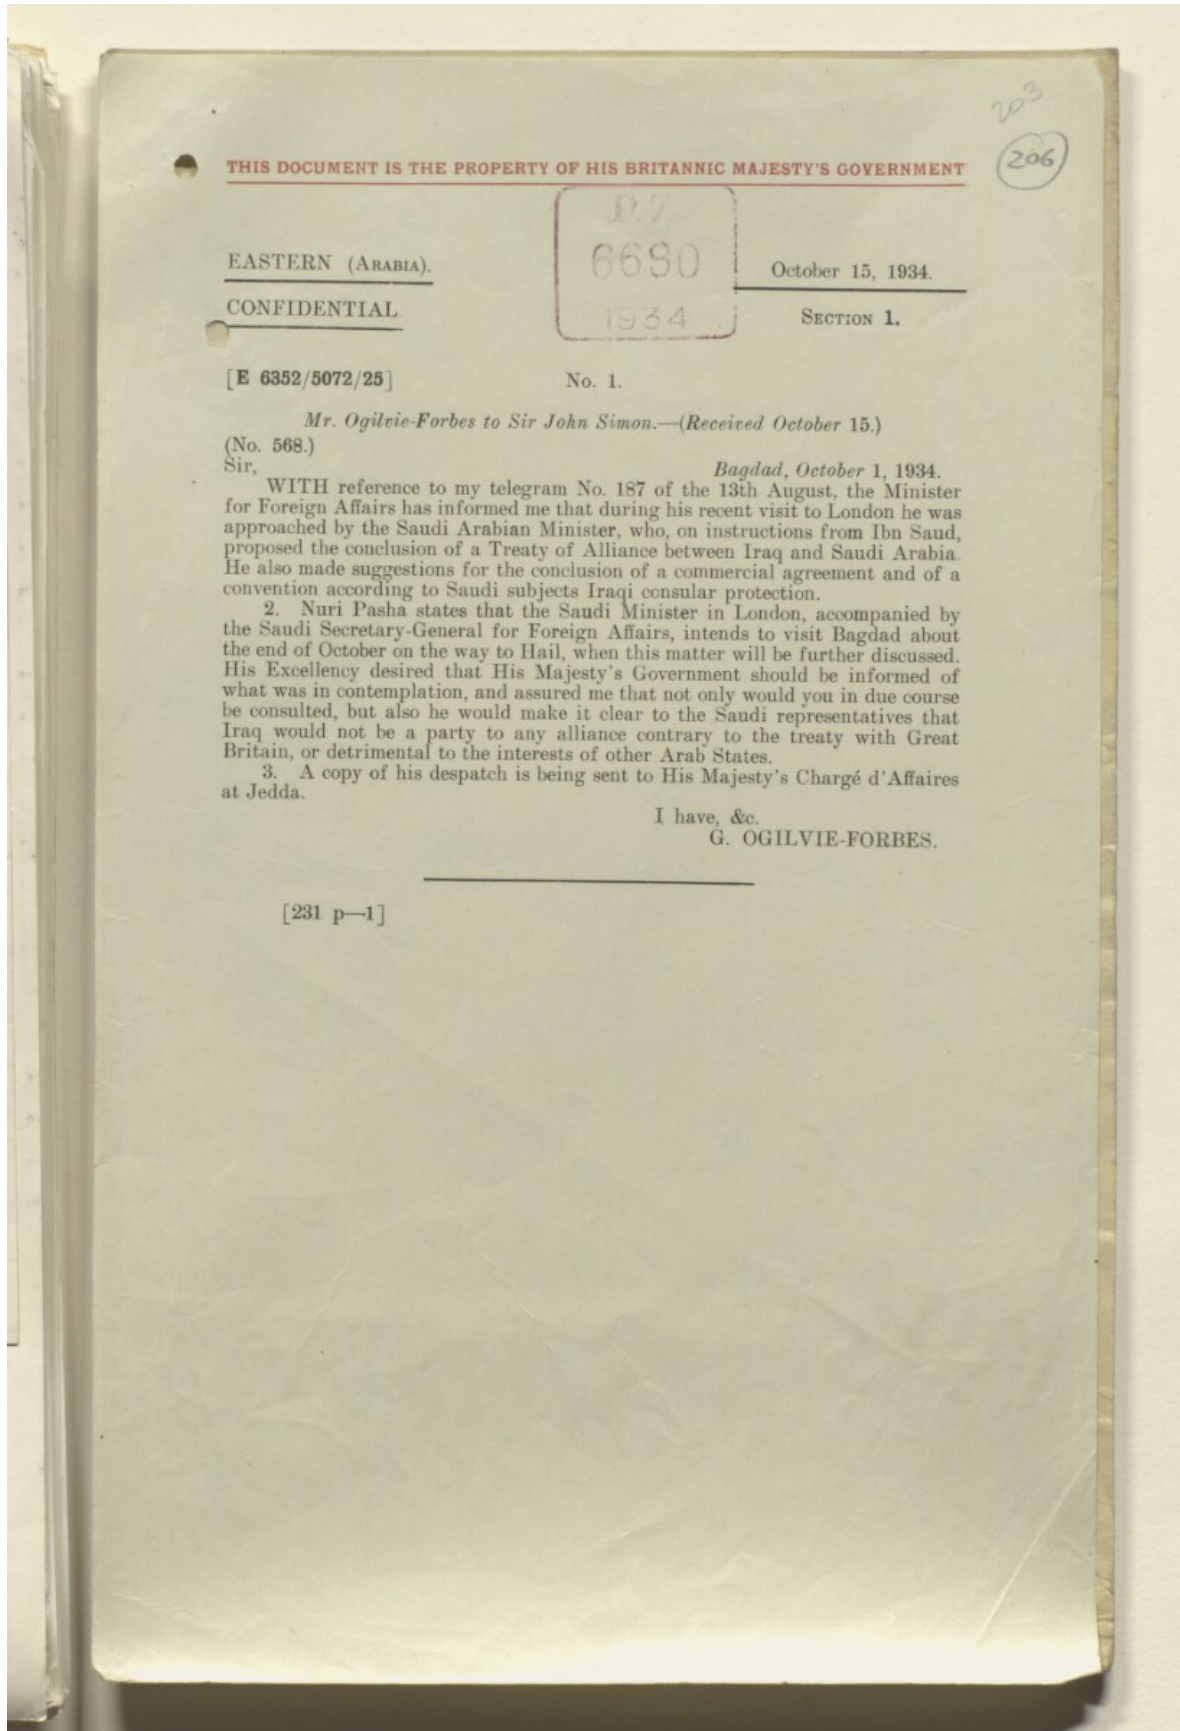 203
206
THIS DOCUMENT IS THE PROPERTY OF HIS BRITANNIC MAJESTY'S GOVERNMENT
P.Z.
6680
1934
EASTERN (ARABIA).
October 15, 1934.
CONFIDENTIAL.
SECTION 1.
[E 6352/5072/25]
No. 1.
Mr. Ogilvie-Forbes to Sir John Simon.—(Received October 15.)
(No. 568.)
Sir,
Bagdad, October 1, 1934.
WITH reference to my telegram No. 187 of the 13th August, the Minister
for Foreign Affairs has informed me that during his recent visit to London he was
approached by the Saudi Arabian Minister, who, on instructions from Ibn Saud,
proposed the conclusion of a Treaty of Alliance between Iraq and Saudi Arabia.
He also made suggestions for the conclusion of a commercial agreement and of a
convention according to Saudi subjects Iraqi consular protection.
2. Nuri Pasha states that the Saudi Minister in London, accompanied by
the Saudi Secretary-General for Foreign Affairs, intends to visit Bagdad about
the end of October on the way to Hail, when this matter will be further discussed.
His Excellency desired that His Majesty's Government should be informed of
what was in contemplation, and assured me that not only would you in due course
be consulted, but also he would make it clear to the Saudi representatives that
Iraq would not be a party to any alliance contrary to the treaty with Great
Britain, or detrimental to the interests of other Arab States.
3. A copy of his despatch is being sent to His Majesty's Chargé d'Affaires
at Jedda.
I have, &c.
G. OGILVIE-FORBES.
[231 p—1]